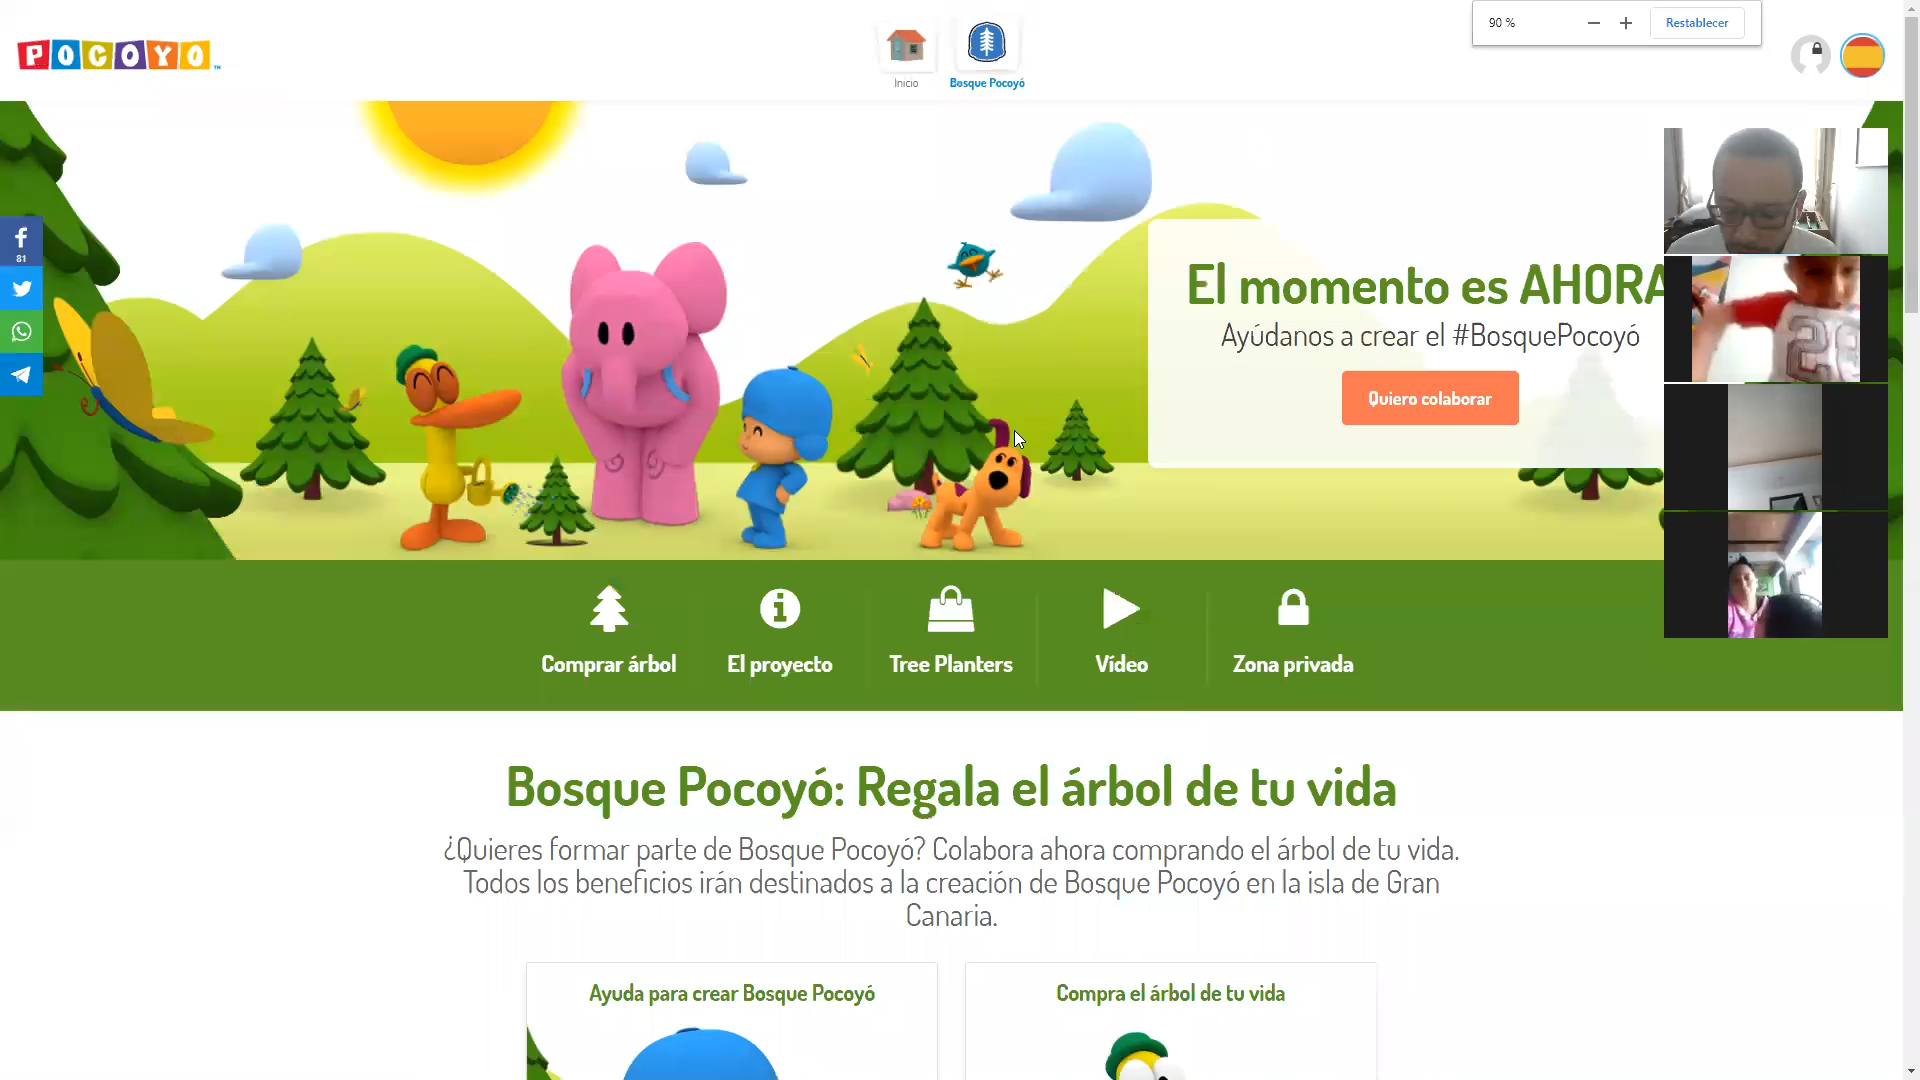 POCOYO
Inicio
Bosque Pocoyó
90 %
Restablecer
81
El momento es AHORA
Ayúdanos a crear el #BosquePocoyó
Quiero colaborar
28
Comprar árbol
El proyecto
Tree Planters
Vídeo
Zona privada
Bosque Pocoyó: Regala el árbol de tu vida
¿Quieres formar parte de Bosque Pocoyó? Colabora ahora comprando el árbol de tu vida.
Todos los beneficios irán destinados a la creación de Bosque Pocoyó en la isla de Gran
Canaria.
Ayuda para crear Bosque Pocoyó
Compra el árbol de tu vida